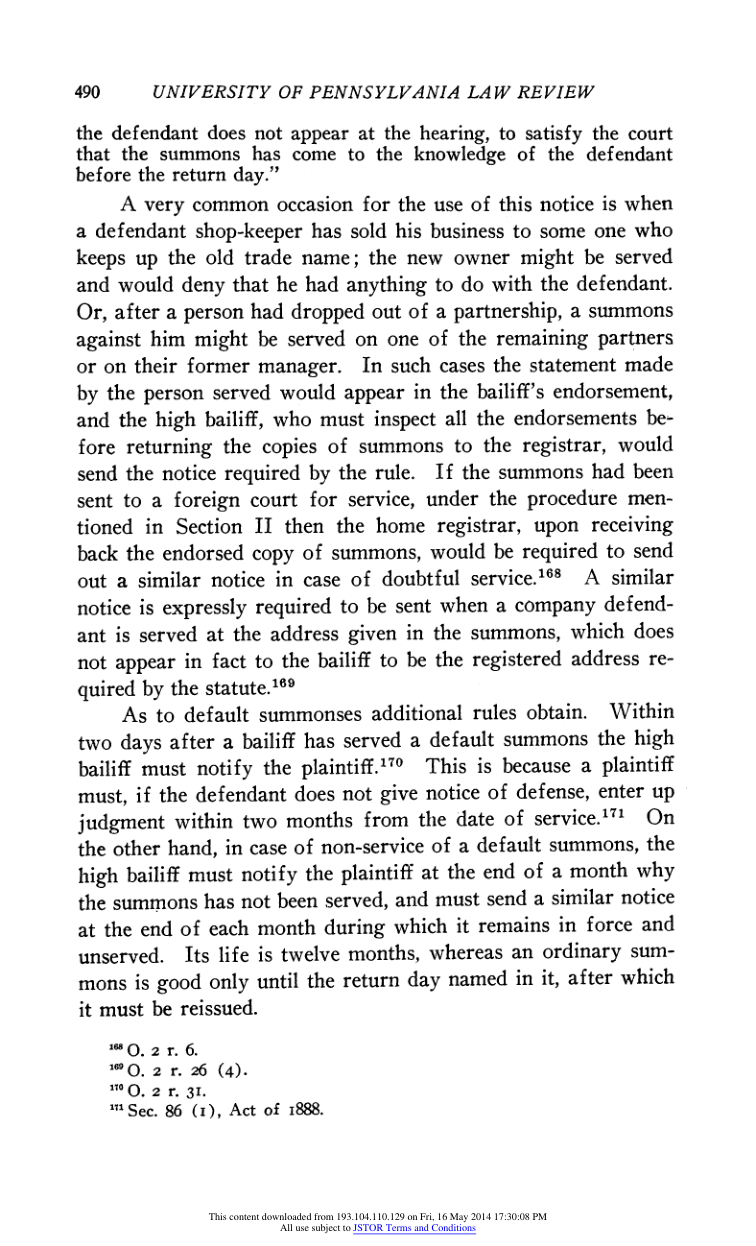 490 UNIVERSITY OF PENNSYLVANIA LAW REVIEW
the defendant does not appear at the hearing, to satisfy the court
that the summons has come to the knowledge of the defendant
before the return day.”
A very common occasion for the use of this notice is when
a defendant shop-keeper has sold his business to some one who
keeps up the old trade name; the new owner might be served
and would deny that he had anything to do with the defendant.
Or, after a person had dropped out of a partnership, a summons
against him might be served on one of the remaining partners
or on their former manager. In such cases the statement made
by the person served would appear in the bailiff's endorsement,
and the high bailiff, who must inspect all the endorsements be-
fore returning the copies of summons to the registrar, would
send the notice required by the rule. If the summons had been
sent to a foreign court for service, under the procedure men-
tioned in Section II then the home registrar, upon receiving
back the endorsed copy of summons, would be required to send
out a similar notice in case of doubtful service.¹⁶⁸ A similar
notice is expressly required to be sent when a company defend-
ant is served at the address given in the summons, which does
not appear in fact to the bailiff to be the registered address re-
quired by the statute.¹⁶⁹
As to default summonses additional rules obtain. Within
two days after a bailiff has served a default summons the high
bailiff must notify the plaintiff.¹⁷⁰ This is because a plaintiff
must, if the defendant does not give notice of defense, enter up
judgment within two months from the date of service.¹⁷¹ On
the other hand, in case of non-service of a default summons, the
high bailiff must notify the plaintiff at the end of a month why
the summons has not been served, and must send a similar notice
at the end of each month during which it remains in force and
unserved. Its life is twelve months, whereas an ordinary sum-
mons is good only until the return day named in it, after which
it must be reissued.
¹⁶⁸ O. 2 r. 6.
¹⁶⁹ O. 2 r. 26 (4).
¹⁷⁰ O. 2 r. 31.
¹⁷¹ Sec. 86 (1), Act of 1888.
This content downloaded from 193.104.110.129 on Fri, 16 May 2014 17:30:08 PM
All use subject to JSTOR Terms and Conditions